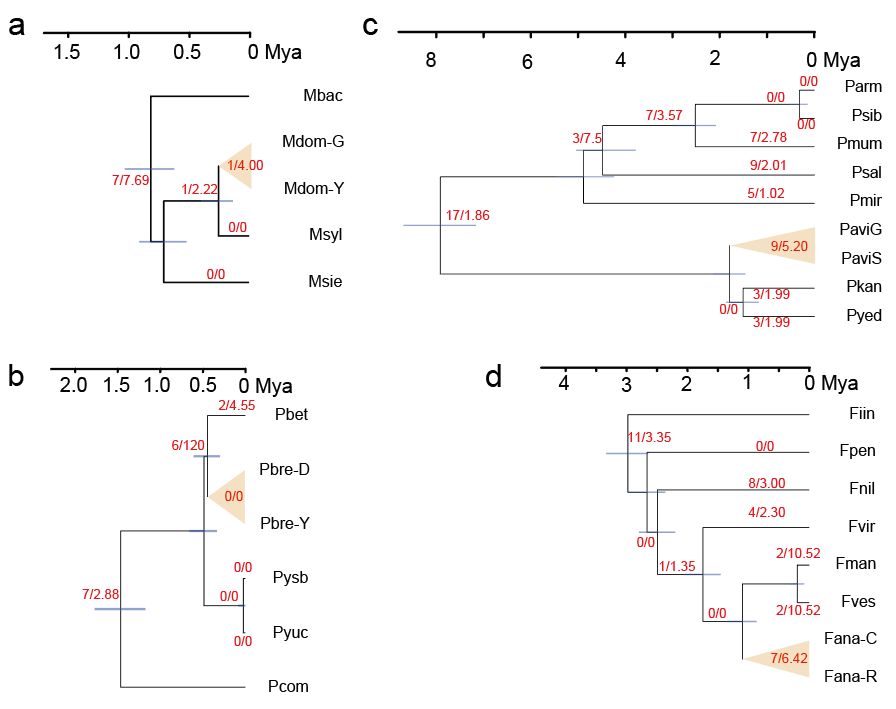 a
1.5 1.0 0.5 0 Mya
Mbac
Mdom-G
1/4.00
7/7.69
1/2.22
Mdom-Y
0/0
Msyl
0/0
Msie
c
8 6 4 2 0 Mya
0/0
Parm
0/0
7/3.57
Psib
0/0
3/7.5
7/2.78
Pmum
9/2.01
Psal
5/1.02
Pmir
17/1.86
PaviG
9/5.20
PaviS
Pkan
3/1.99
0/0
Pyed
3/1.99
b
2.0 1.5 1.0 0.5 0 Mya
2/4.55
Pbet
6/120
Pbre-D
0/0
Pbre-Y
0/0
Pysb
7/2.88
0/0
Pyuc
0/0
Pcom
d
4 3 2 1 0 Mya
Fiin
11/3.35
0/0
Fpen
8/3.00
Fnil
4/2.30
Fvir
0/0
2/10.52
1/1.35
Fman
Fves
0/0
2/10.52
Fana-C
7/6.42
Fana-R